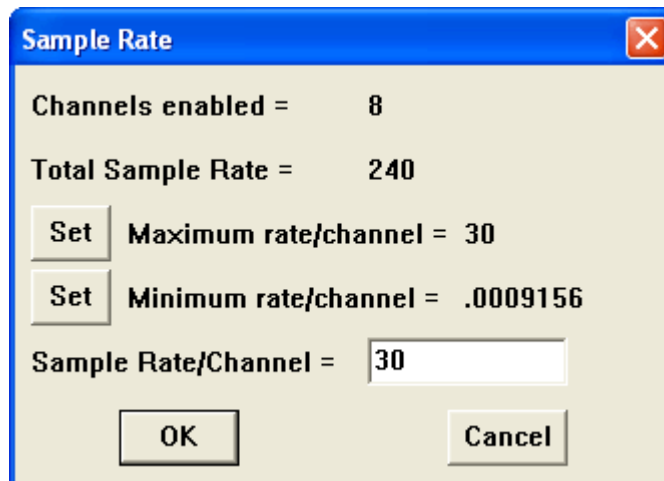 Sample Rate
Channels enabled = 8
Total Sample Rate = 240
Set Maximum rate/channel = 30
Set Minimum rate/channel = .0009156
Sample Rate/Channel = 30
OK Cancel